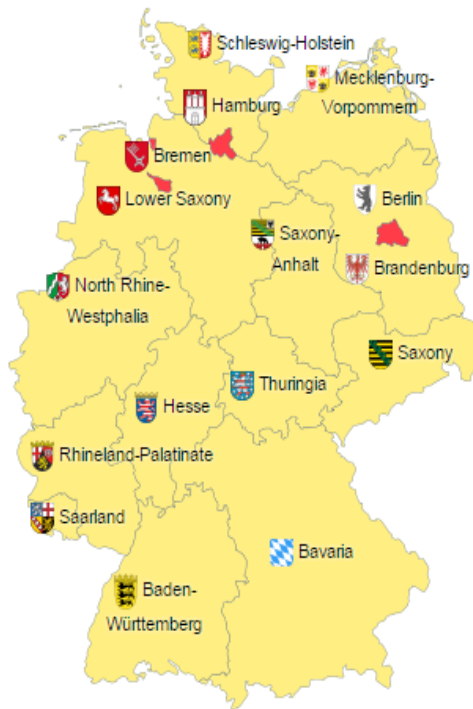 Schleswig-Holstein
Mecklenburg-
Vorpommern
Hamburg
Bremen
Lower Saxony
Berlin
Saxony-
Anhalt
Brandenburg
North Rhine-
Westphalia
Saxony
Thuringia
Hesse
Rhineland-Palatinate
Saarland
Bavaria
Baden-
Württemberg